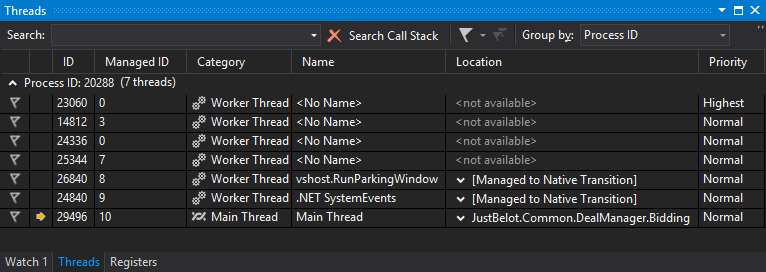 Threads
Search: Search Call Stack Group by: Process ID
ID Managed ID Category Name Location Priority
Process ID: 20288 (7 threads)
23060 0 Worker Thread <No Name> <not available> Highest
14812 3 Worker Thread <No Name> <not available> Normal
24336 0 Worker Thread <No Name> <not available> Normal
25344 7 Worker Thread <No Name> <not available> Normal
26840 8 Worker Thread vshost.RunParkingWindow [Managed to Native Transition] Normal
24840 9 Worker Thread .NET SystemEvents [Managed to Native Transition] Normal
29496 10 Main Thread Main Thread JustBelot.Common.DealManager.Bidding Normal
Watch 1 Threads Registers